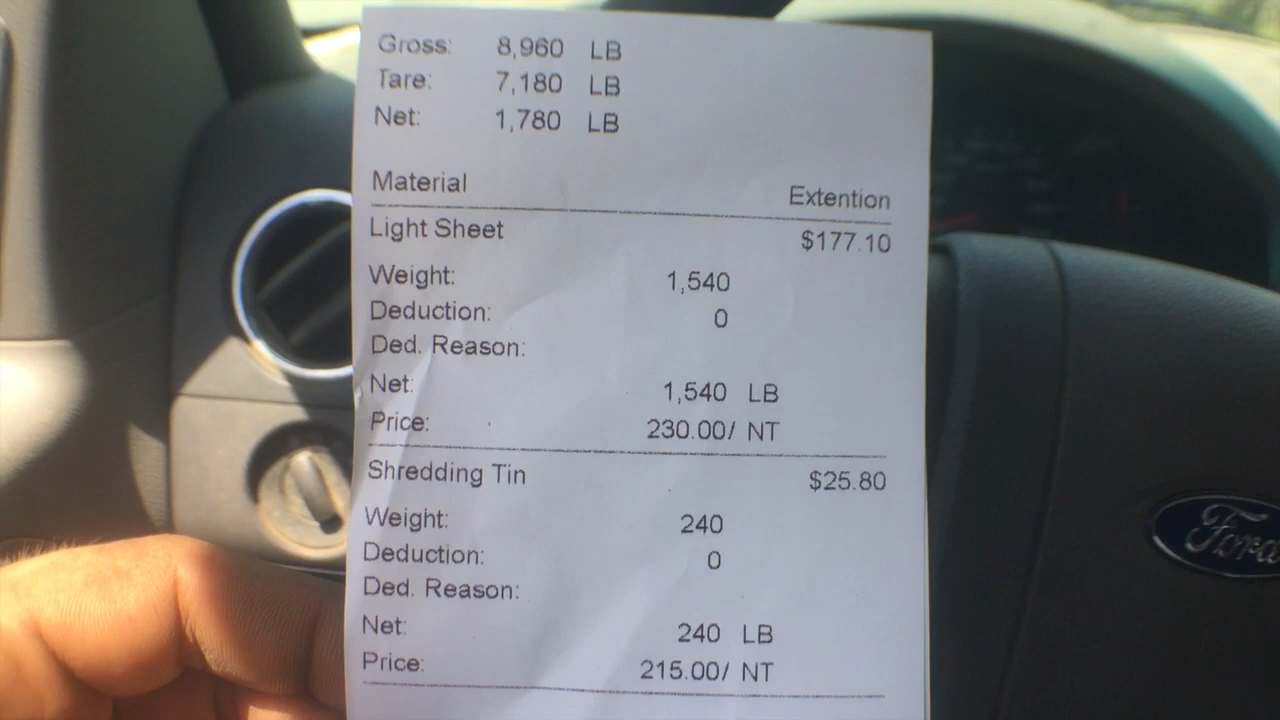 Gross: 8,960 LB
Tare: 7,180 LB
Net: 1,780 LB
Material Extention
Light Sheet $177.10
Weight: 1,540
Deduction: 0
Ded. Reason:
Net: 1,540 LB
Price: 230.00/ NT
Shredding Tin $25.80
Weight: 240
Deduction: 0
Ded. Reason:
Net: 240 LB
Price: 215.00/ NT
Ford